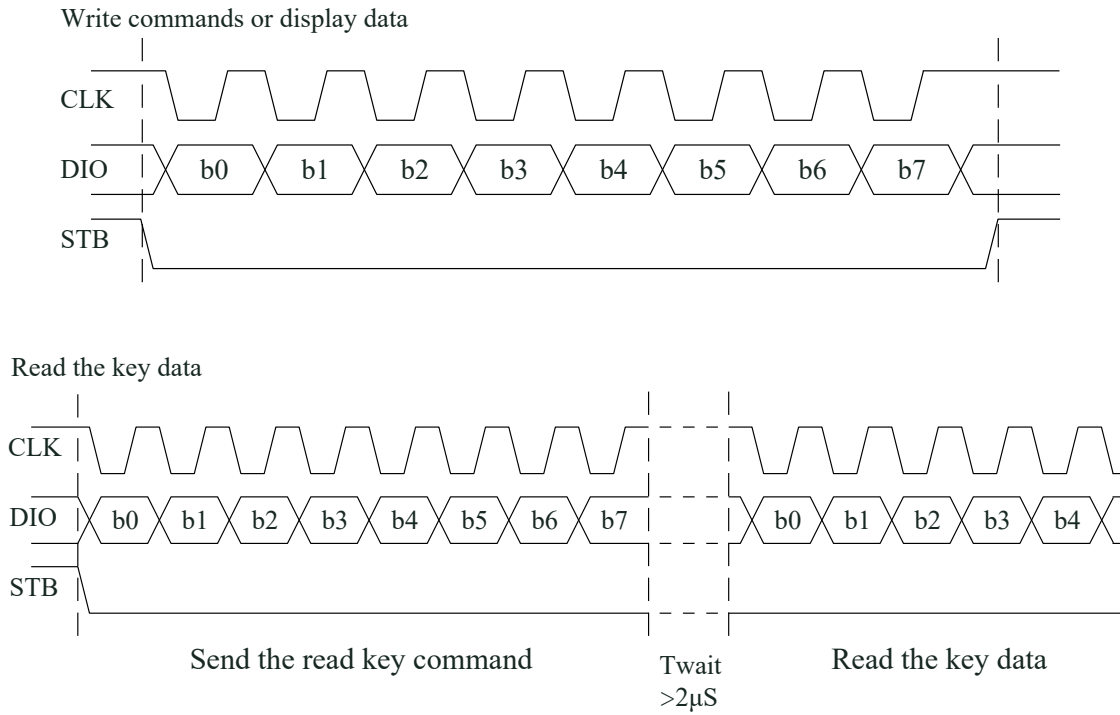 Write commands or display data
CLK
DIO b0 b1 b2 b3 b4 b5 b6 b7
STB
Read the key data
CLK
DIO b0 b1 b2 b3 b4 b5 b6 b7 b0 b1 b2 b3 b4
STB
Send the read key command
Twait
>2μS
Read the key data